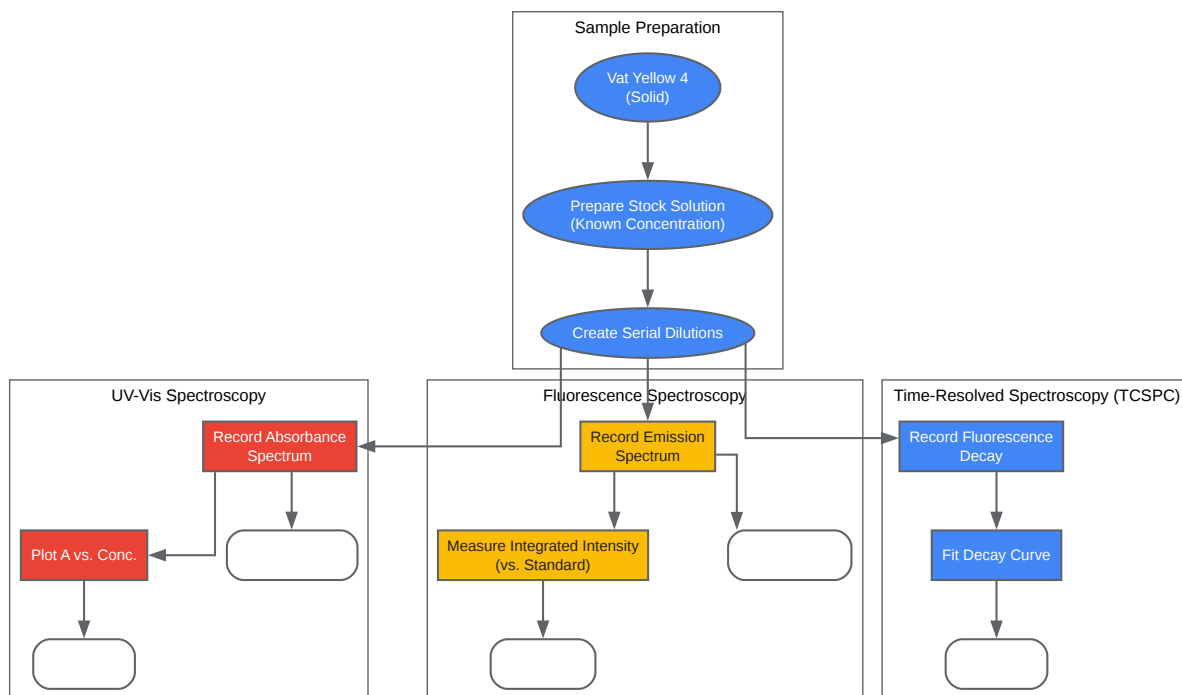 Sample Preparation
Vat Yellow 4
(Solid)
Prepare Stock Solution
(Known Concentration)
Create Serial Dilutions
UV-Vis Spectroscopy
Record Absorbance
Spectrum
Plot A vs. Conc.
Fluorescence Spectroscopy
Record Emission
Spectrum
Measure Integrated Intensity
(vs. Standard)
Time-Resolved Spectroscopy (TCSPC)
Record Fluorescence
Decay
Fit Decay Curve